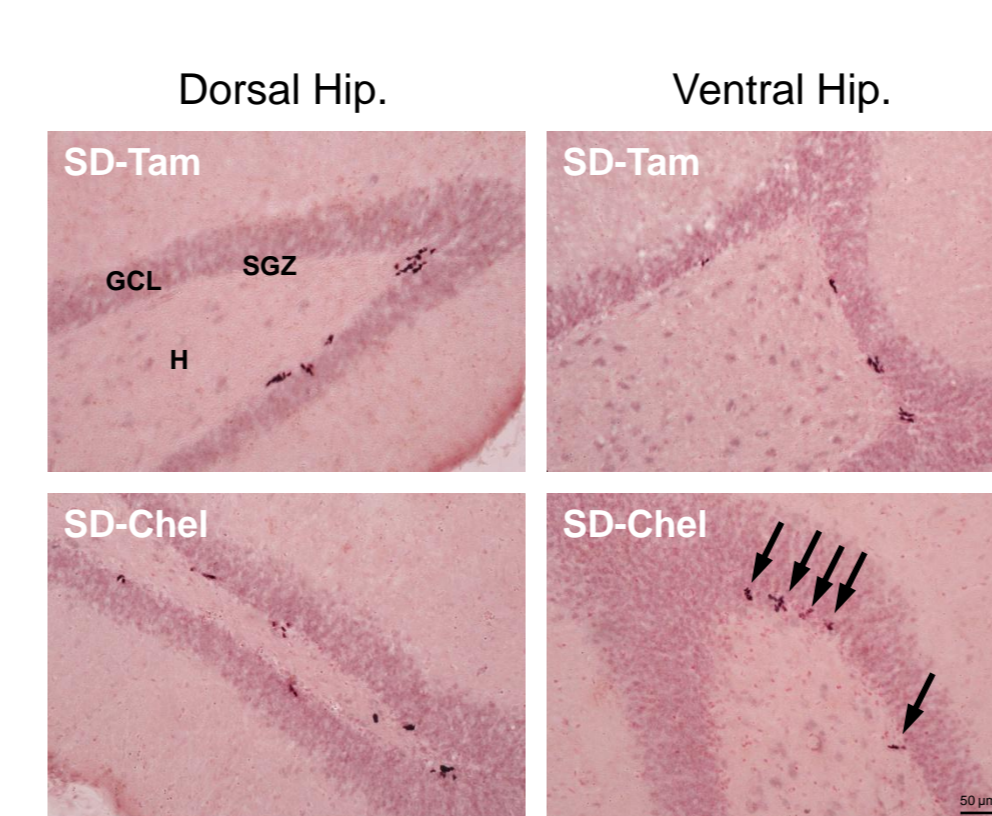 Dorsal Hip.
Ventral Hip.
SD-Tam
SD-Tam
SGZ
GCL
H
SD-Chel
SD-Chel
50 µm